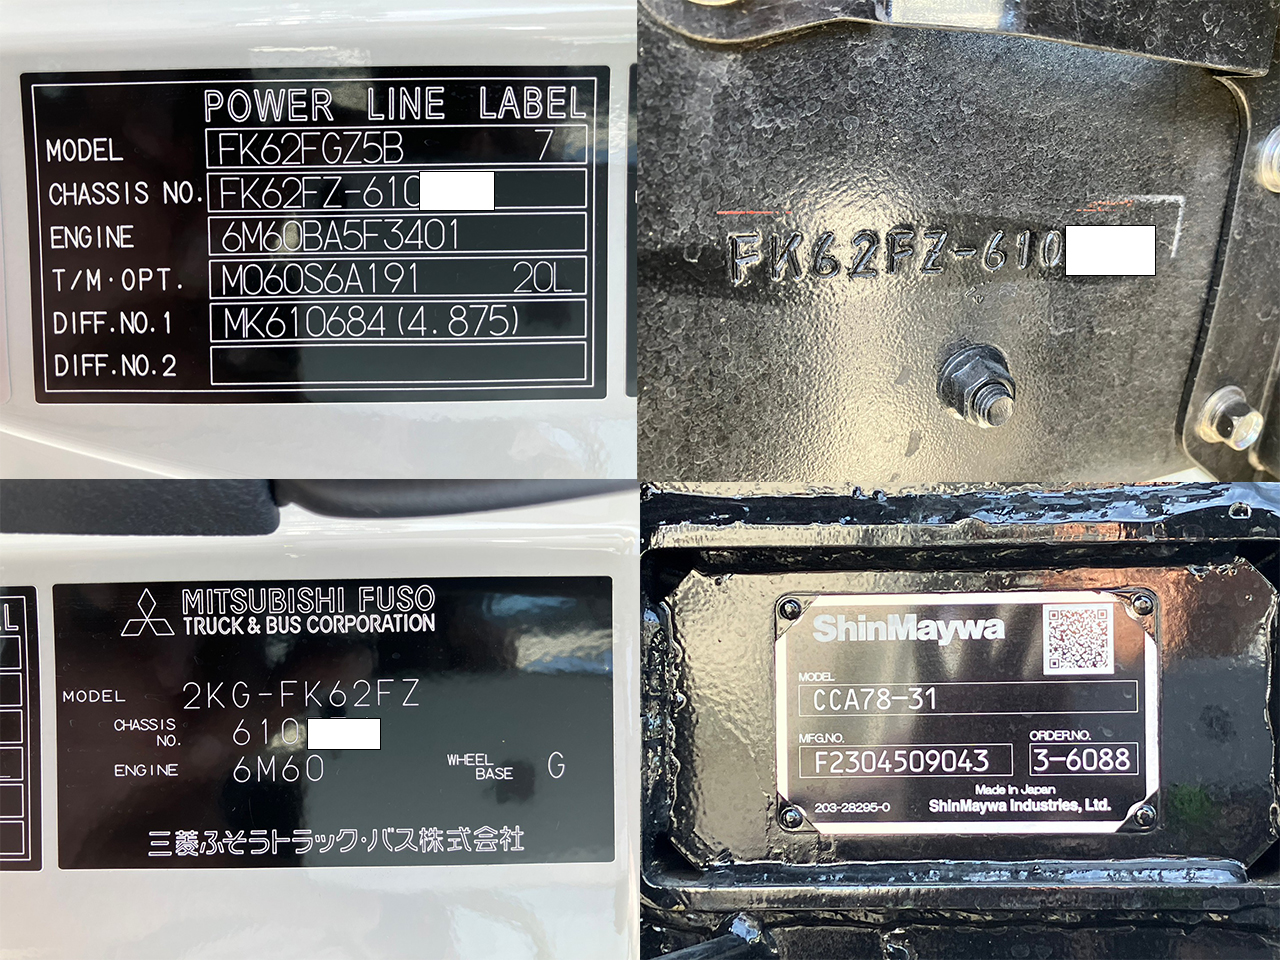 POWER LINE LABEL
MODEL FK62FGZ5B 7
CHASSIS NO. FK62FZ-610
ENGINE 6M60BA5F3401
T/M·OPT. M060S6A191 20L
DIFF.NO.1 MK610684(4.875)
DIFF.NO.2
FK62FZ-610
MITSUBISHI FUSO
TRUCK & BUS CORPORATION
MODEL 2KG-FK62FZ
CHASSIS NO. 610
ENGINE 6M60 WHEEL BASE G
三菱ふそうトラック・バス株式会社
ShinMaywa
MODEL
CCA78-31
MFG.NO. ORDER.NO.
F2304509043 3-6088
Made in Japan
203-28295-0 ShinMaywa Industries, Ltd.